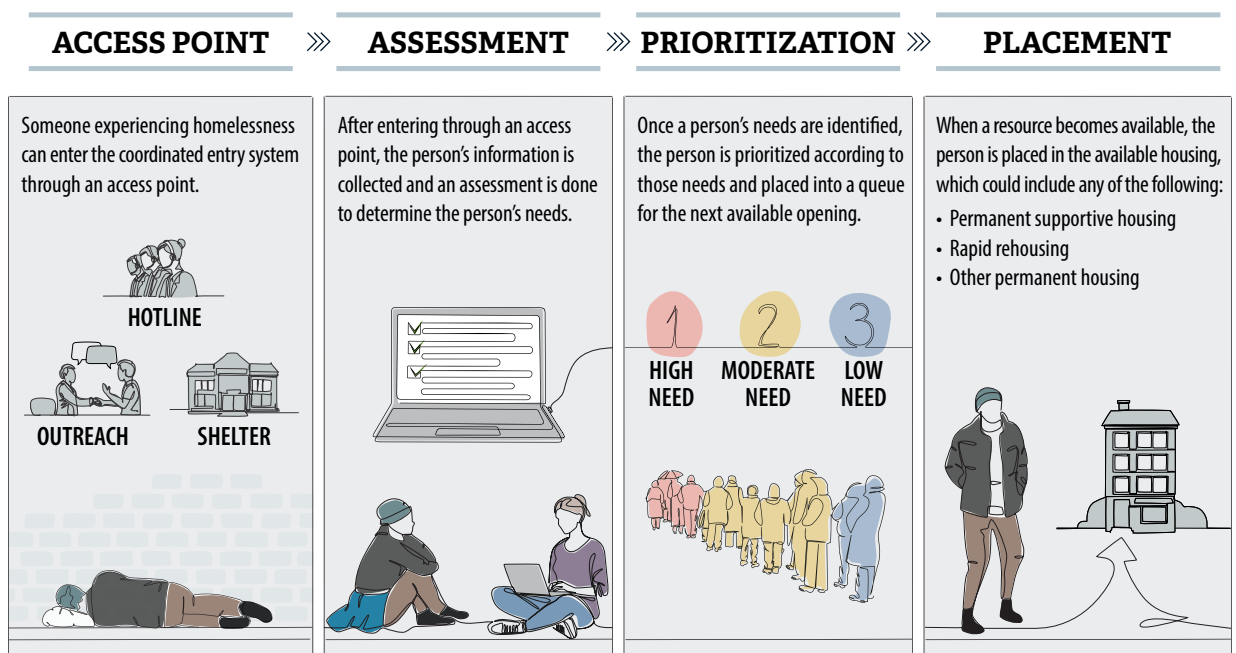 ACCESS POINT
ASSESSMENT
PRIORITIZATION
PLACEMENT
Someone experiencing homelessness
can enter the coordinated entry system
through an access point.
HOTLINE
OUTREACH
SHELTER
After entering through an access
point, the person’s information is
collected and an assessment is done
to determine the person’s needs.
Once a person’s needs are identified,
the person is prioritized according to
those needs and placed into a queue
for the next available opening.
1
HIGH
NEED
2
MODERATE
NEED
3
LOW
NEED
When a resource becomes available, the
person is placed in the available housing,
which could include any of the following:
• Permanent supportive housing
• Rapid rehousing
• Other permanent housing